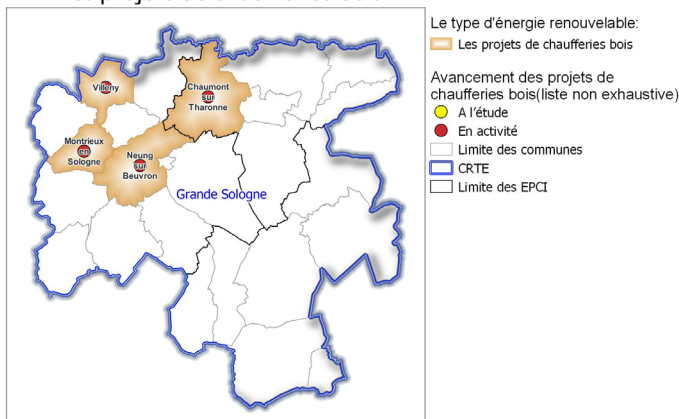 Le type d'énergie renouvelable:
Les projets de chaufferies bois
Avancement des projets de
chaufferies bois(liste non exhaustive)
A l'étude
En activité
Limite des communes
CRTE
Limite des EPCI
Villeny
Chaumont
sur
Tharonne
Montrieux
en
Sologne
Neung
sur
Beuvron
Grande Sologne